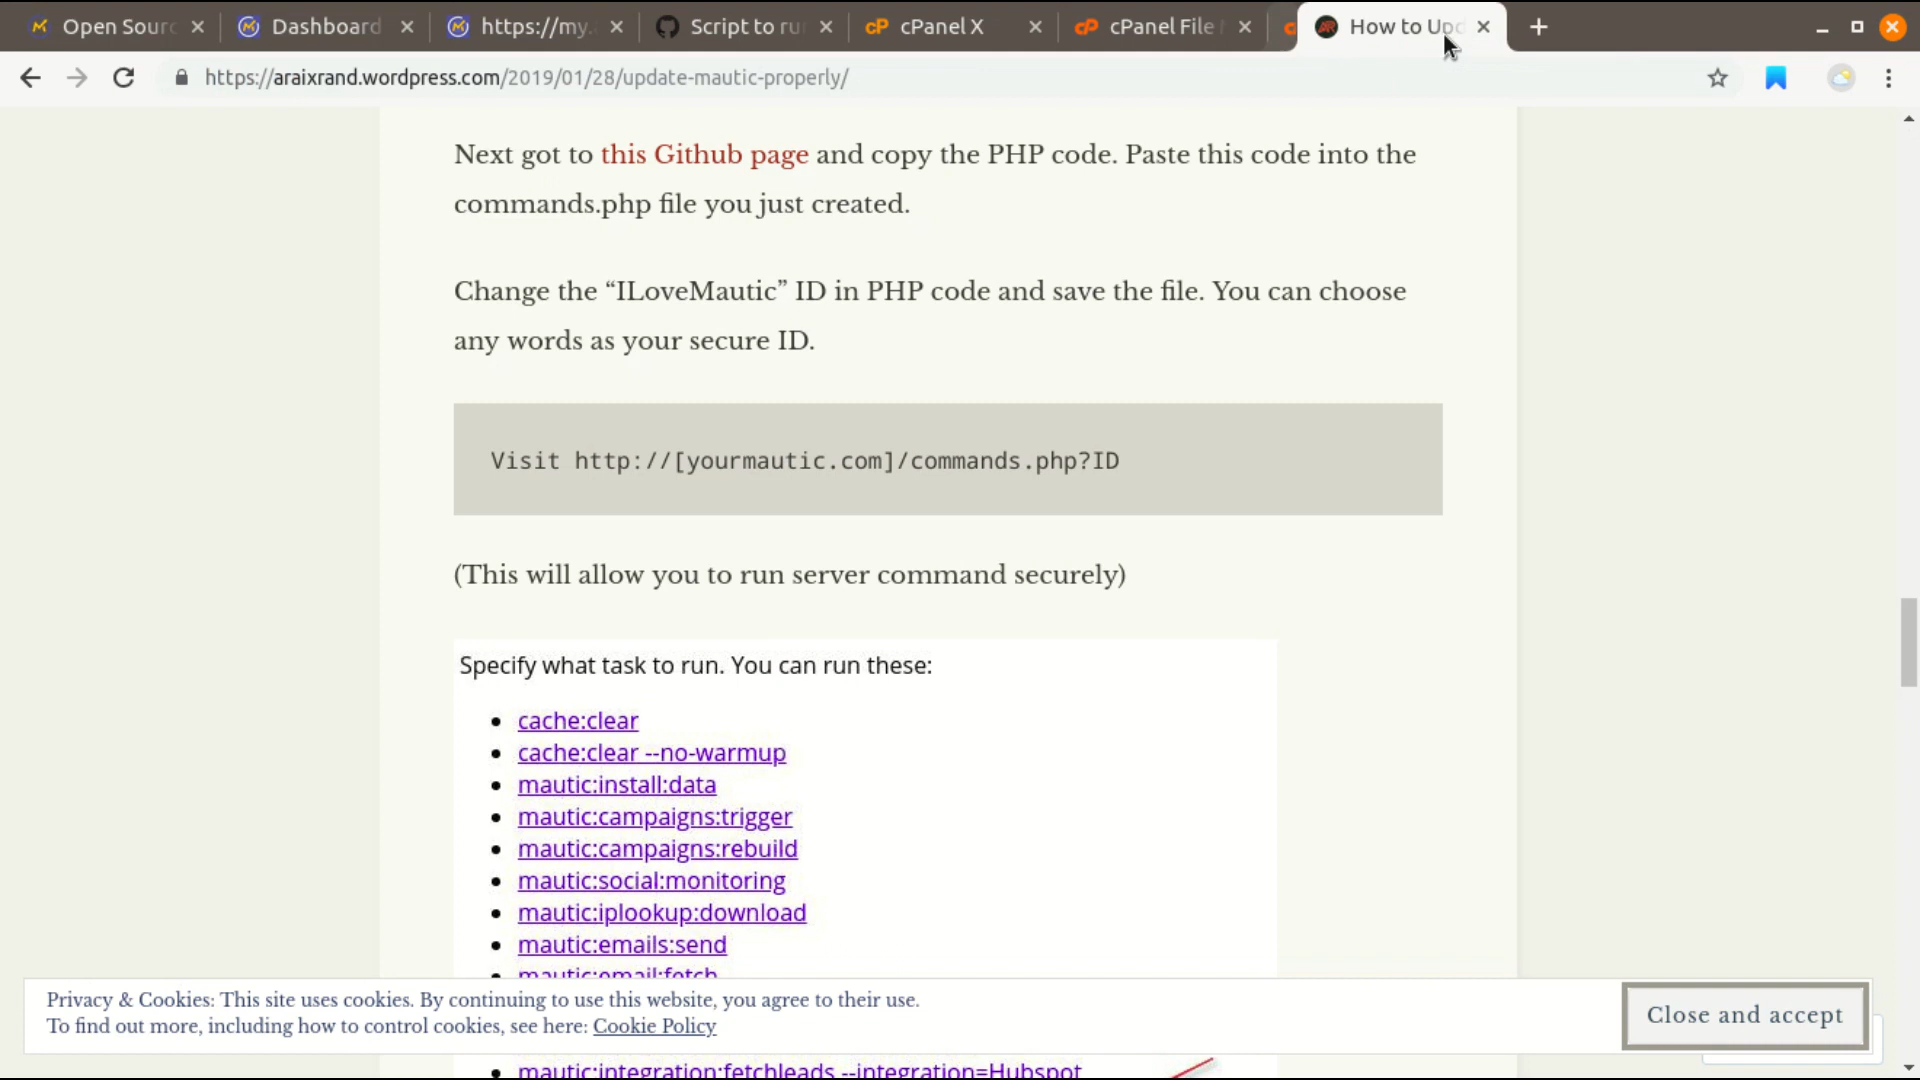 Open Sourc
Dashboard
https://my.
Script to ru
cPanel X
cPanel File
How to Upd
https://araixrand.wordpress.com/2019/01/28/update-mautic-properly/
Next got to this Github page and copy the PHP code. Paste this code into the
commands.php file you just created.
Change the “ILoveMautic” ID in PHP code and save the file. You can choose
any words as your secure ID.
Visit http://[yourmautic.com]/commands.php?ID
(This will allow you to run server command securely)
Specify what task to run. You can run these:
cache:clear
cache:clear --no-warmup
mautic:install:data
mautic:campaigns:trigger
mautic:campaigns:rebuild
mautic:social:monitoring
mautic:iplookup:download
mautic:emails:send
mautic:email:fetch
Privacy & Cookies: This site uses cookies. By continuing to use this website, you agree to their use.
To find out more, including how to control cookies, see here: Cookie Policy
Close and accept
mautic:integration:fetchleads --integration=Hubspot